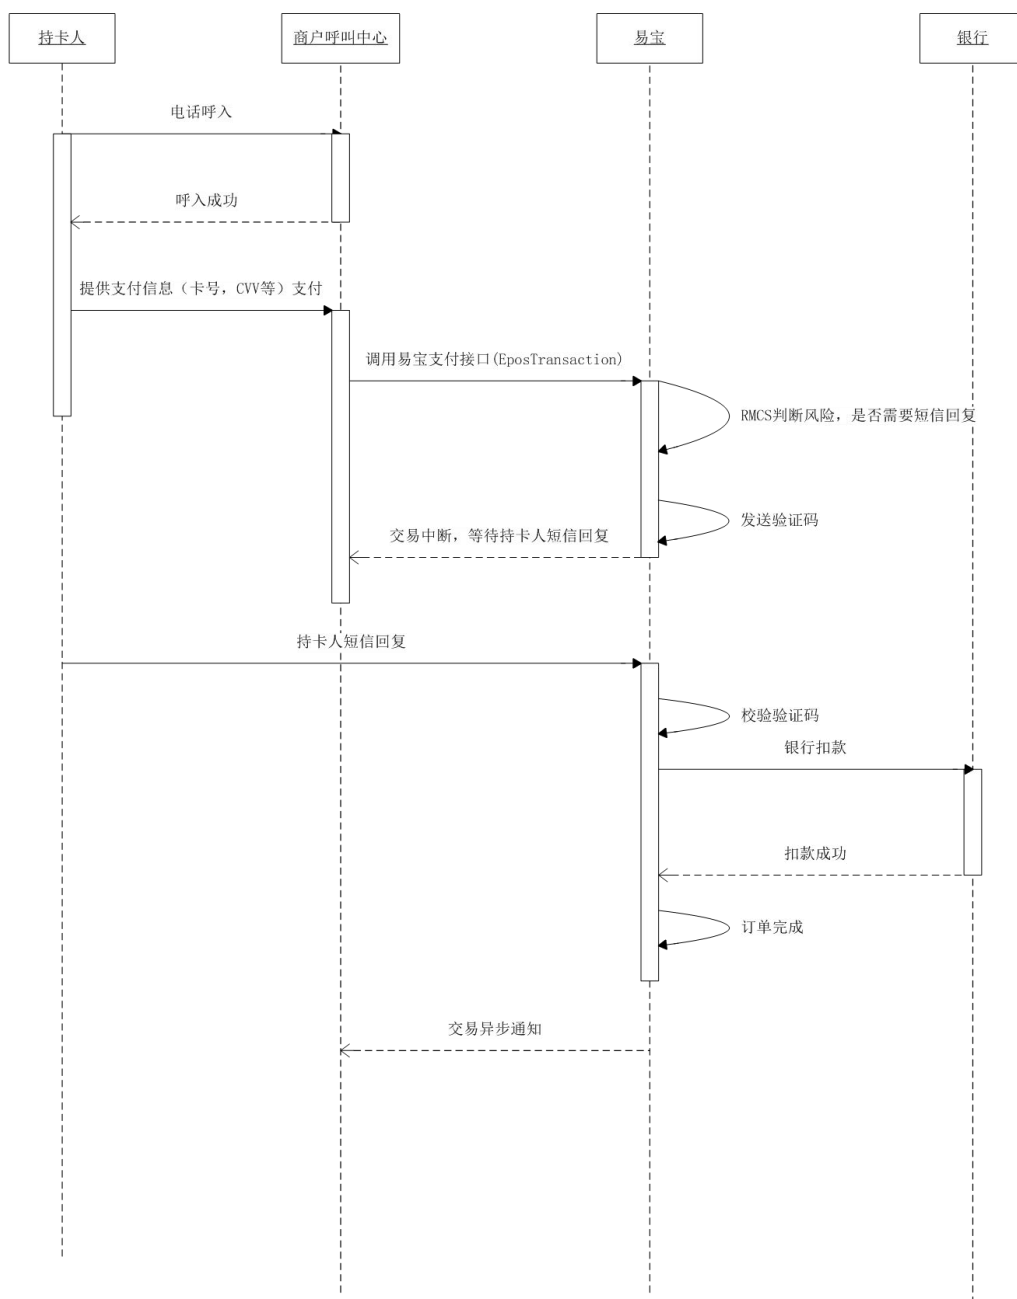 持卡人
商户呼叫中心
易宝
银行
电话呼入
呼入成功
提供支付信息（卡号，CVV等）支付
调用易宝支付接口(EposTransaction)
RMCS判断风险，是否需要短信回复
发送验证码
交易中断，等待持卡人短信回复
持卡人短信回复
校验验证码
银行扣款
扣款成功
订单完成
交易异步通知